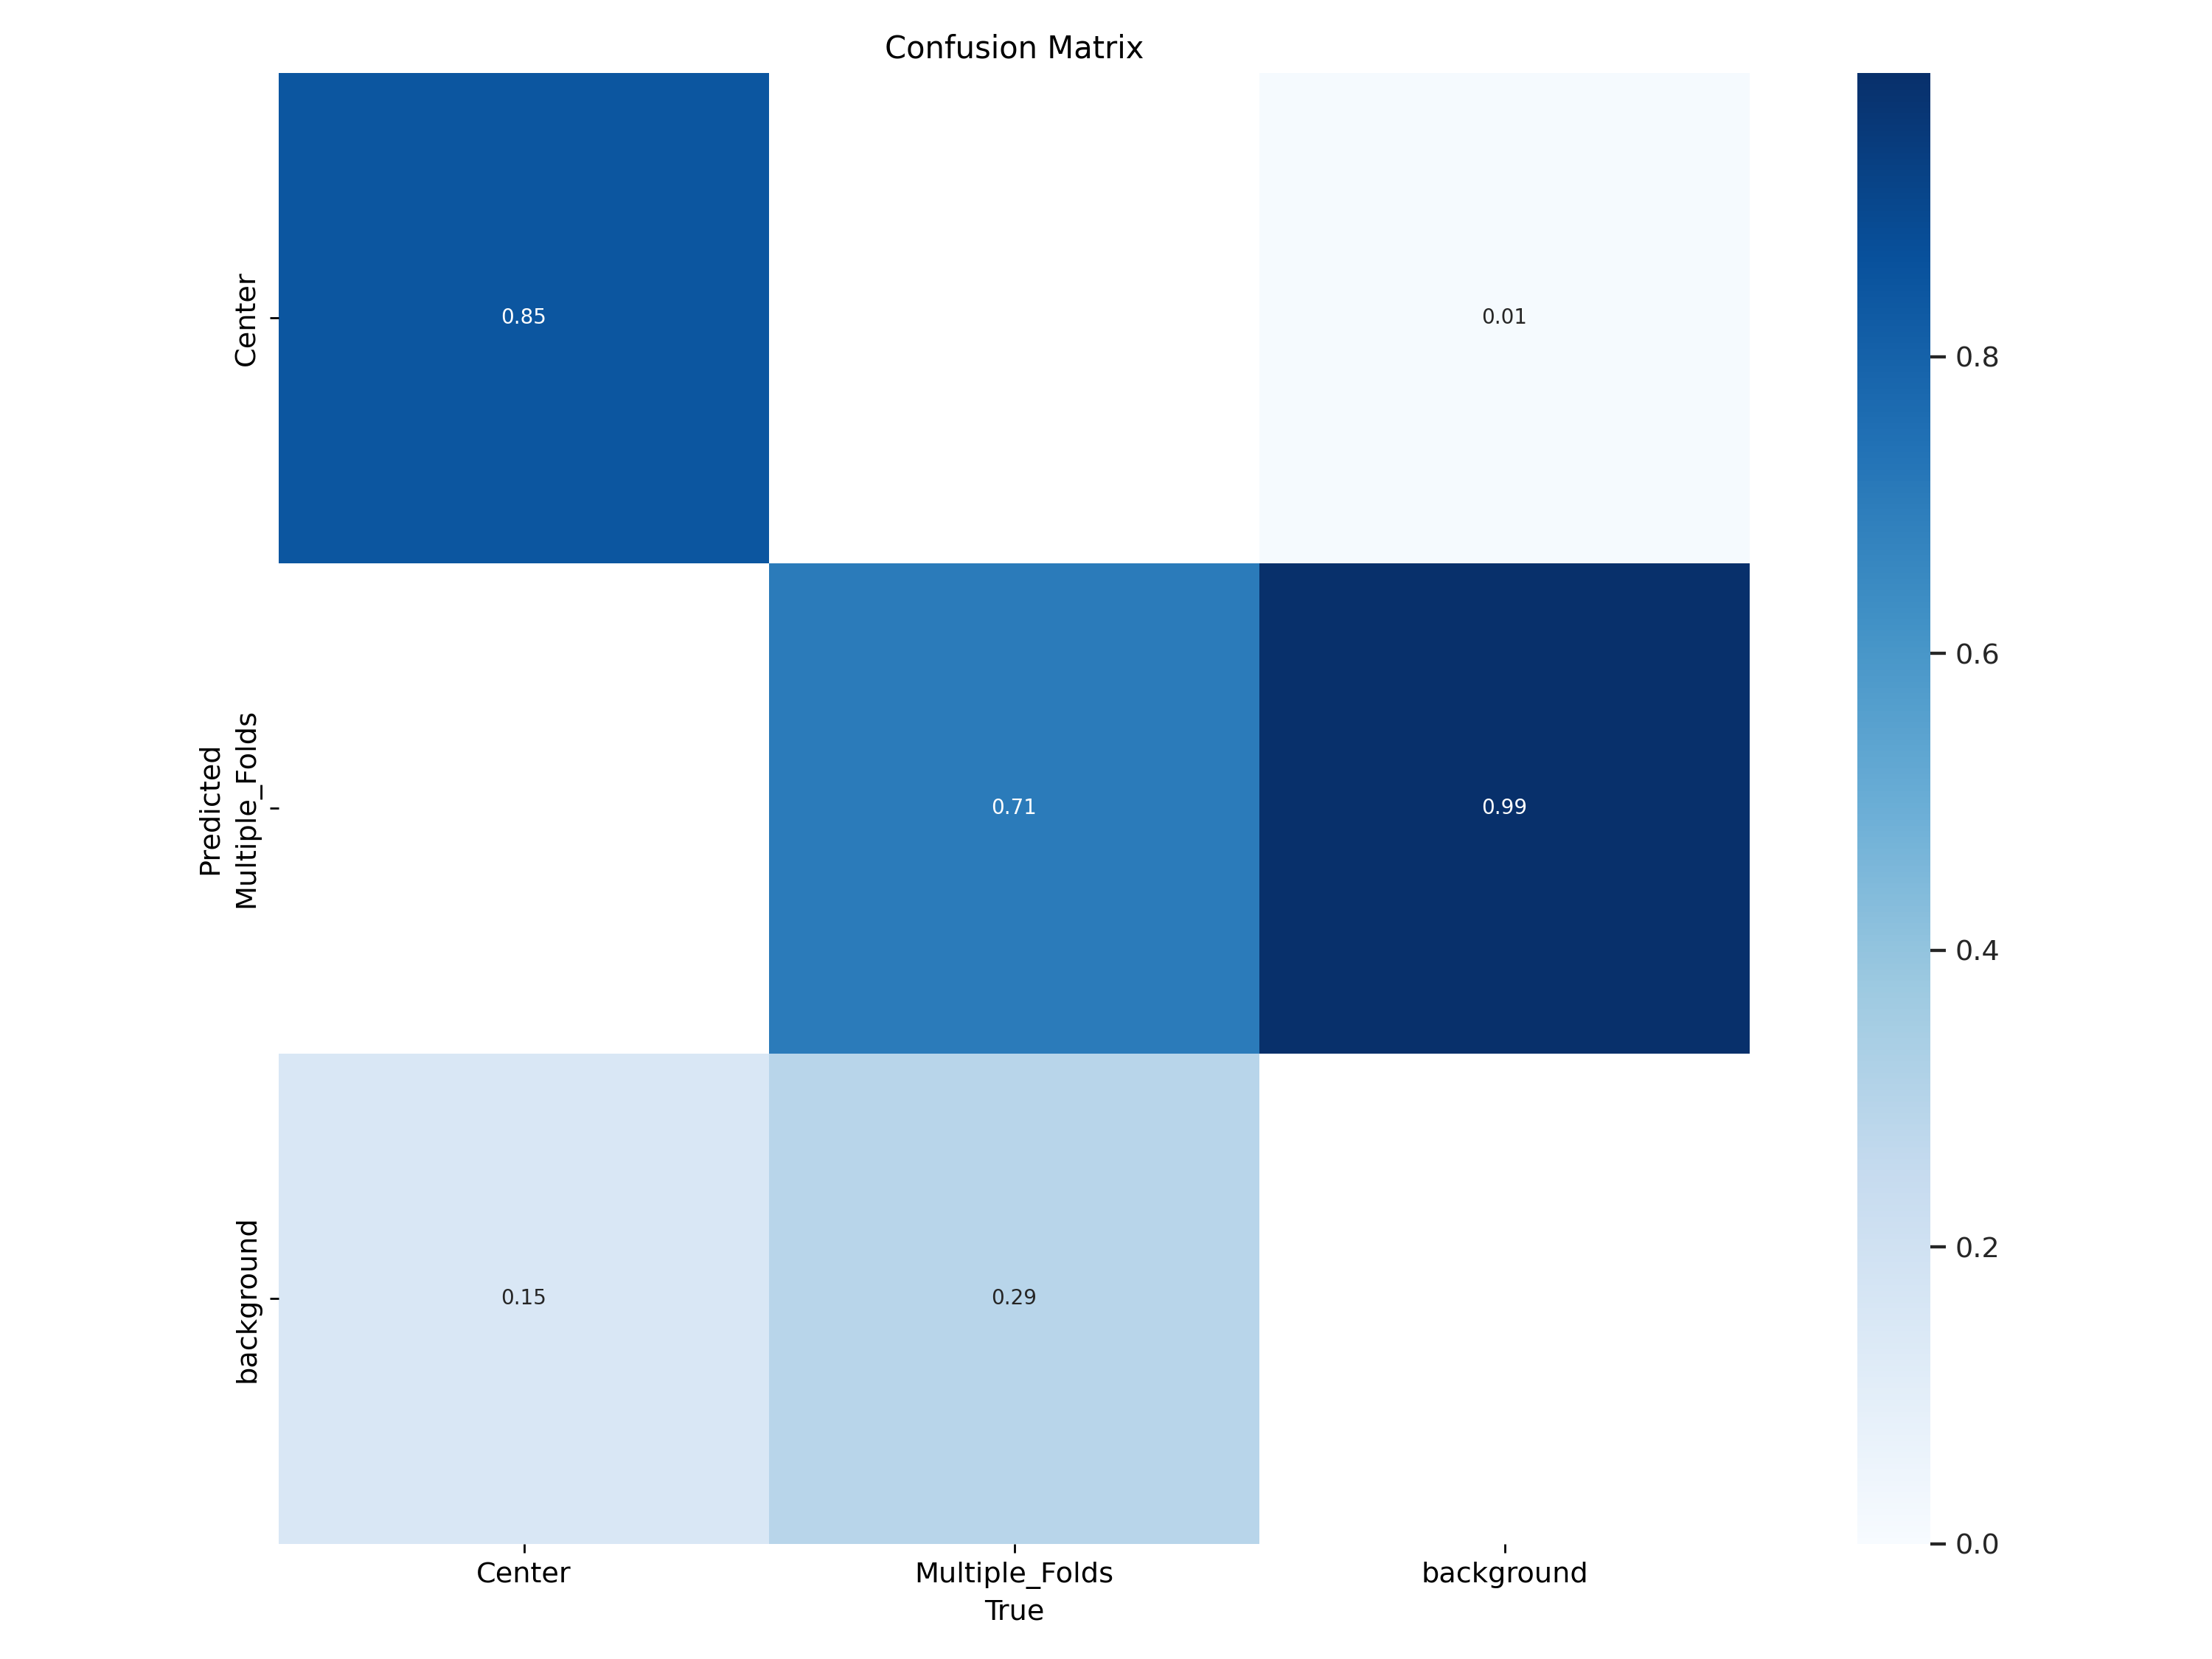 Confusion Matrix
Center
0.85
0.01
0.8
0.6
Predicted
Multiple_Folds
0.71
0.99
0.4
0.2
background
0.15
0.29
0.0
Center
Multiple_Folds
background
True